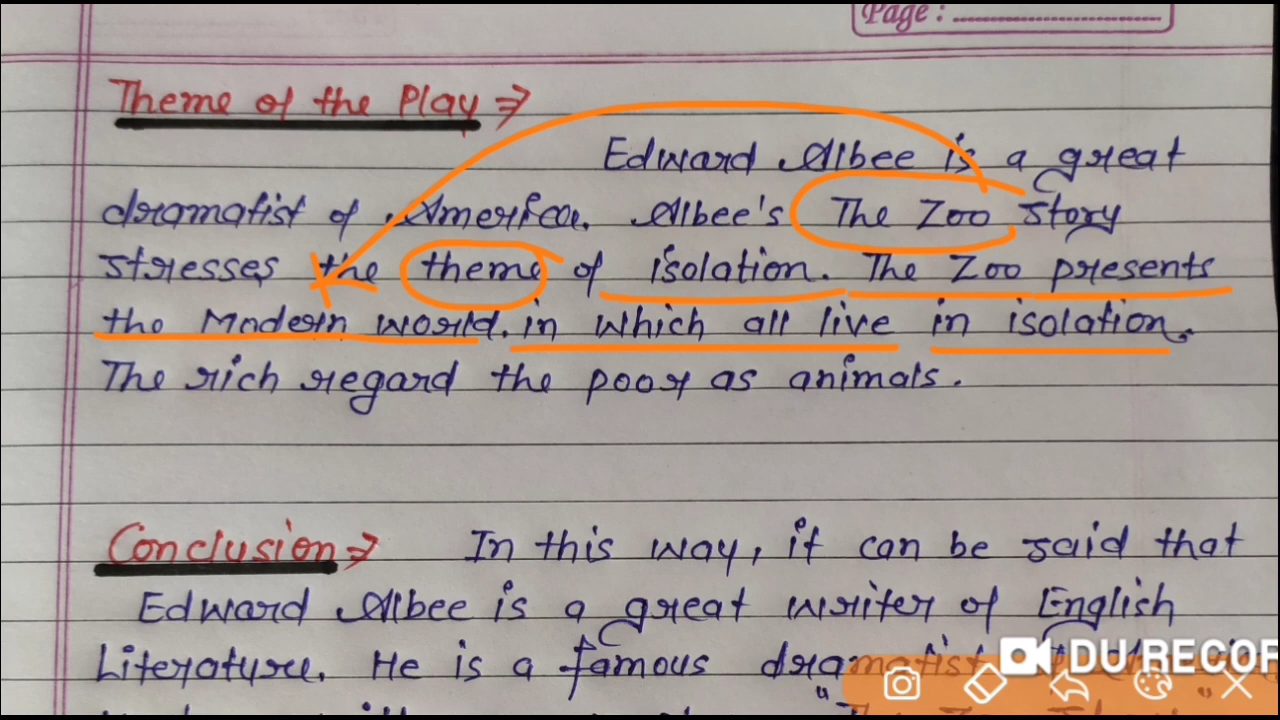 Page :
Theme of the Play ⇒
Edward Albee is a great
dramatist of America. Albee's The Zoo story
stresses the theme of isolation. The Zoo presents
the Modern world. in which all live in isolation.
The rich regard the poor as animals.
Conclusion ⇒ In this way, it can be said that
Edward Albee is a great writer of English
Literature. He is a famous dramatist
DU RECOR